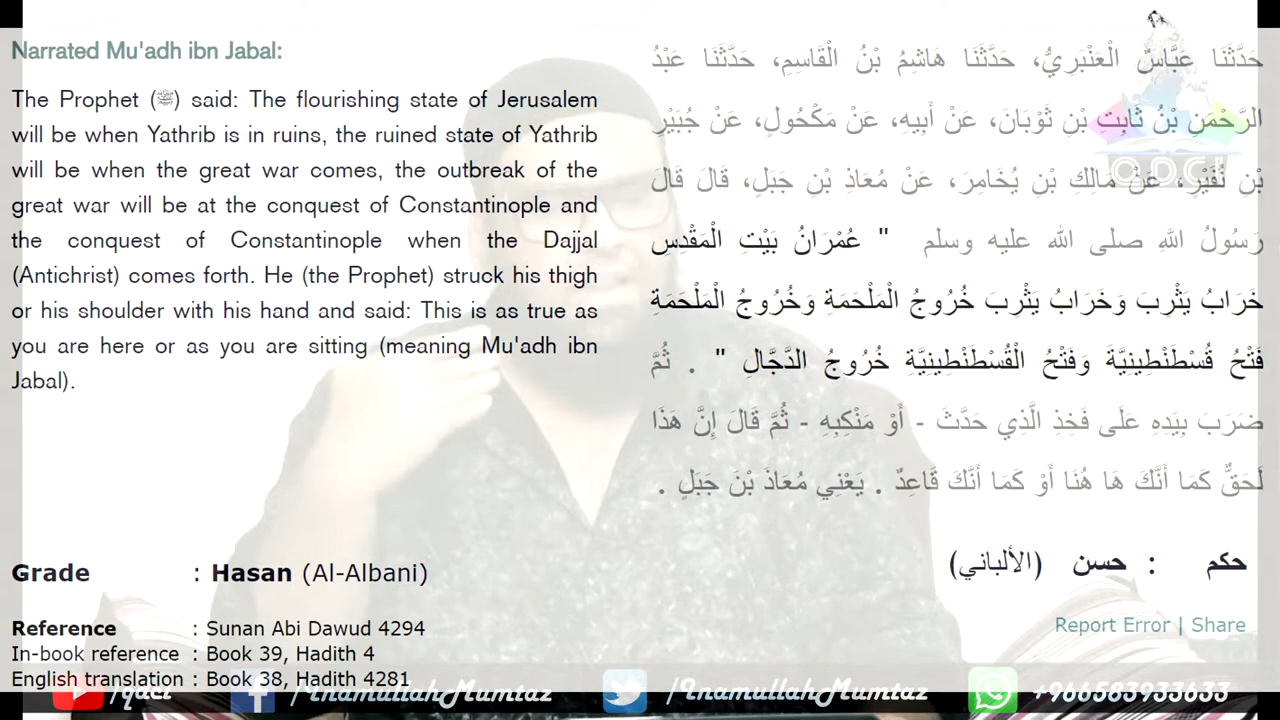 Narrated Mu'adh ibn Jabal:
The Prophet (ﷺ) said: The flourishing state of Jerusalem
will be when Yathrib is in ruins, the ruined state of Yathrib
will be when the great war comes, the outbreak of the
great war will be at the conquest of Constantinople and
the conquest of Constantinople when the Dajjal
(Antichrist) comes forth. He (the Prophet) struck his thigh
or his shoulder with his hand and said: This is as true as
you are here or as you are sitting (meaning Mu'adh ibn
Jabal).
حَدَّثَنَا عَبَّاسٌ الْعَنْبَرِيُّ، حَدَّثَنَا هَاشِمُ بْنُ الْقَاسِمِ، حَدَّثَنَا عَبْدُ
الرَّحْمَنِ بْنُ ثَابِتِ بْنِ ثَوْبَانَ، عَنْ أَبِيهِ، عَنْ مَكْحُولٍ، عَنْ جُبَيْرِ
بْنِ نُفَيْرٍ، عَنْ مَالِكِ بْنِ يُخَامِرَ، عَنْ مُعَاذِ بْنِ جَبَلٍ، قَالَ قَالَ
رَسُولُ اللَّهِ صلى الله عليه وسلم " عُمْرَانُ بَيْتِ الْمَقْدِسِ
خَرَابُ يَثْرِبَ وَخَرَابُ يَثْرِبَ خُرُوجُ الْمَلْحَمَةِ وَخُرُوجُ الْمَلْحَمَةِ
فَتْحُ قُسْطَنْطِينِيَّةَ وَفَتْحُ الْقُسْطَنْطِينِيَّةِ خُرُوجُ الدَّجَّالِ " . ثُمَّ
ضَرَبَ بِيَدِهِ عَلَى فَخِذِ الَّذِي حَدَّثَ - أَوْ مَنْكِبِهِ - ثُمَّ قَالَ إِنَّ هَذَا
لَحَقٌّ كَمَا أَنَّكَ هَا هُنَا أَوْ كَمَا أَنَّكَ قَاعِدٌ . يَعْنِي مُعَاذَ بْنَ جَبَلٍ .
Grade : Hasan (Al-Albani)
حكم : حسن (الألباني)
Reference : Sunan Abi Dawud 4294
In-book reference : Book 39, Hadith 4
English translation : Book 38, Hadith 4281
Report Error | Share
QDCI
/qdci /InamullahMumtaz /InamullahMumtaz +966583933633